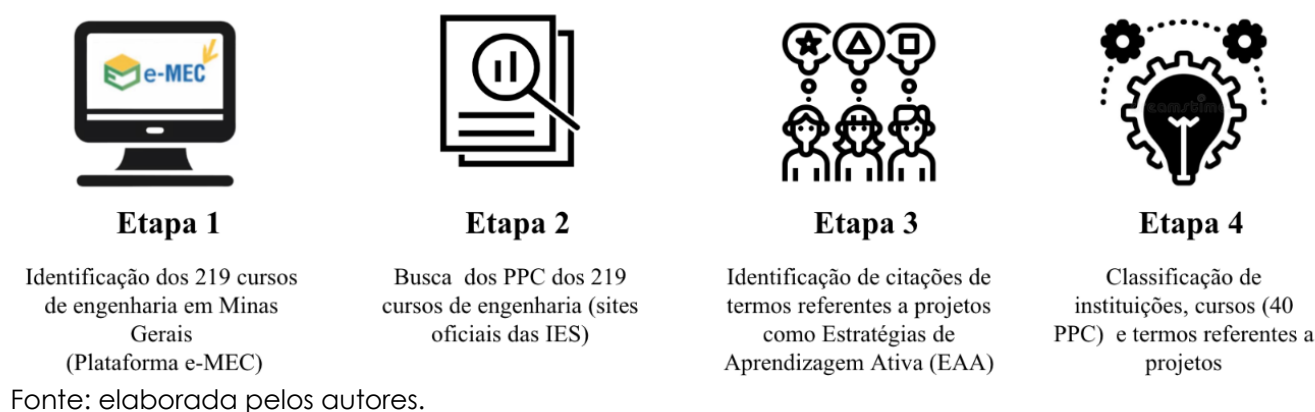 e-MEC
Etapa 1
Identificação dos 219 cursos
de engenharia em Minas
Gerais
(Plataforma e-MEC)
Etapa 2
Busca dos PPC dos 219
cursos de engenharia (sites
oficiais das IES)
Etapa 3
Identificação de citações de
termos referentes a projetos
como Estratégias de
Aprendizagem Ativa (EAA)
Etapa 4
Classificação de
instituições, cursos (40
PPC) e termos referentes a
projetos
Fonte: elaborada pelos autores.